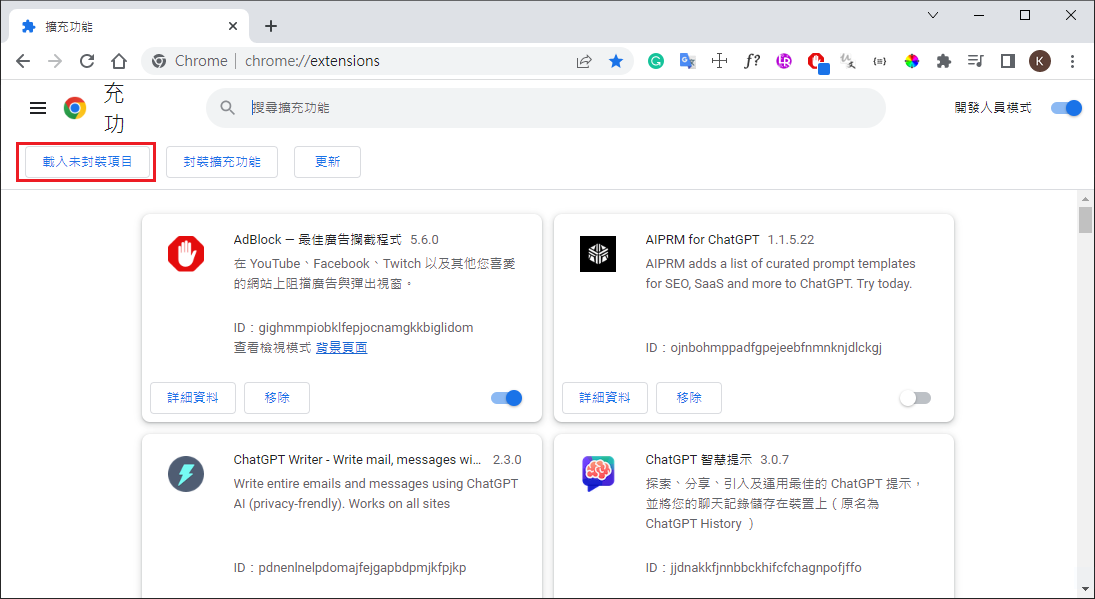 擴充功能
Chrome | chrome://extensions
f?
K
充
功
搜尋擴充功能
開發人員模式
載入未封裝項目
封裝擴充功能
更新
AdBlock — 最佳廣告攔截程式 5.6.0
在 YouTube、Facebook、Twitch 以及其他您喜愛
的網站上阻擋廣告與彈出視窗。
ID：gighmmpiobklfepjocnamgkkbiglidom
查看檢視模式 背景頁面
詳細資料
移除
AIPRM for ChatGPT 1.1.5.22
AIPRM adds a list of curated prompt templates
for SEO, SaaS and more to ChatGPT. Try today.
ID：ojnbohmppadfgpejeebfnmnknjdlckgj
詳細資料
移除
ChatGPT Writer - Write mail, messages wi... 2.3.0
Write entire emails and messages using ChatGPT
AI (privacy-frendly). Works on all sites
ID：pdnenlnelpdomajfejgapbdpmjkfpjkp
ChatGPT 智慧提示 3.0.7
探索、分享、引入及運用最佳的 ChatGPT 提示，
並將您的聊天記錄儲存在裝置上（原名為
ChatGPT History ）
ID：jjdnakkfjnnbbckhifcfchagnpofjffo